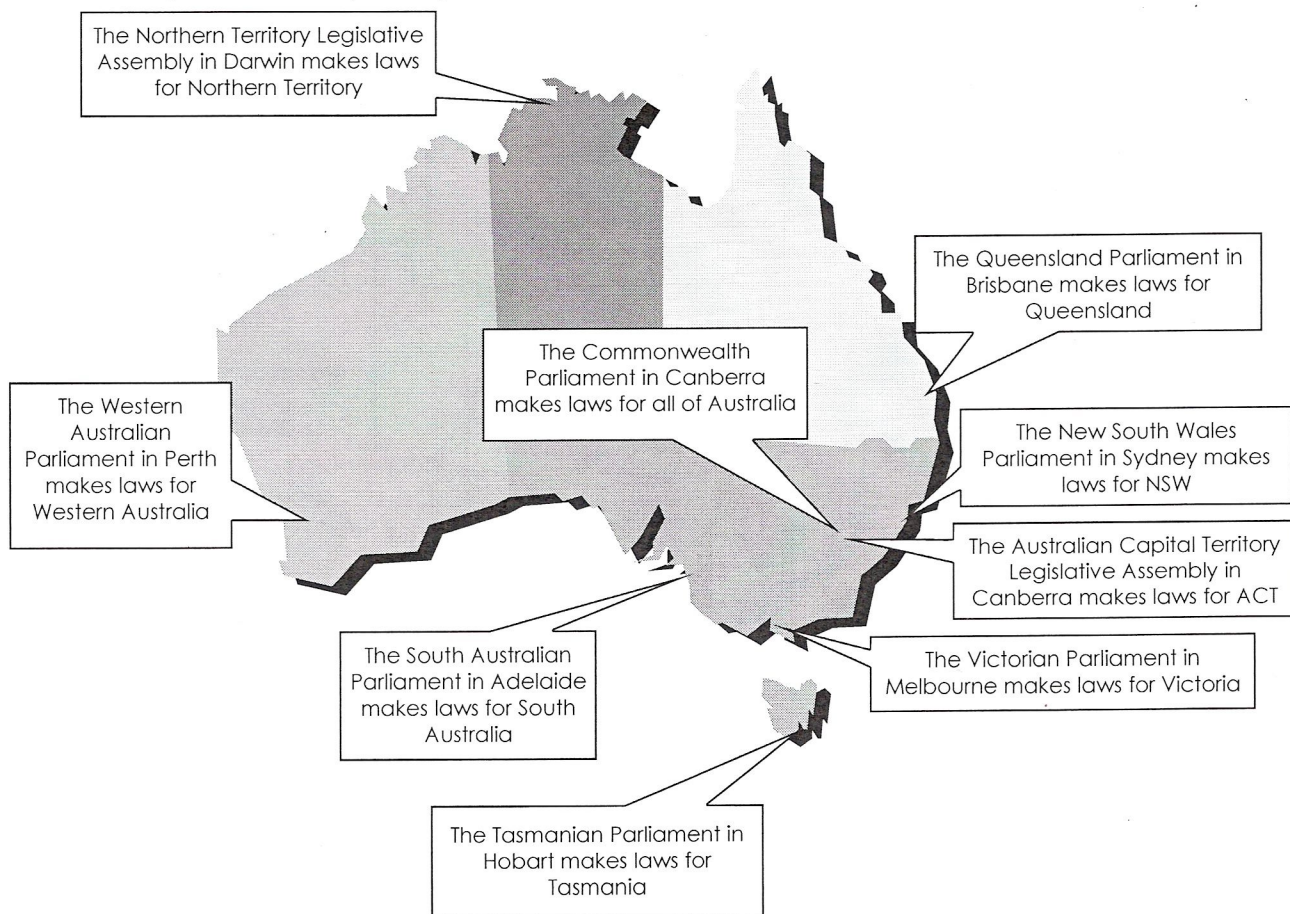 The Northern Territory Legislative
Assembly in Darwin makes laws
for Northern Territory
The Queensland Parliament in
Brisbane makes laws for
Queensland
The Commonwealth
Parliament in Canberra
makes laws for all of Australia
The Western
Australian
Parliament in Perth
makes laws for
Western Australia
The New South Wales
Parliament in Sydney makes
laws for NSW
The Australian Capital Territory
Legislative Assembly in
Canberra makes laws for ACT
The South Australian
Parliament in Adelaide
makes laws for South
Australia
The Victorian Parliament in
Melbourne makes laws for Victoria
The Tasmanian Parliament in
Hobart makes laws for
Tasmania